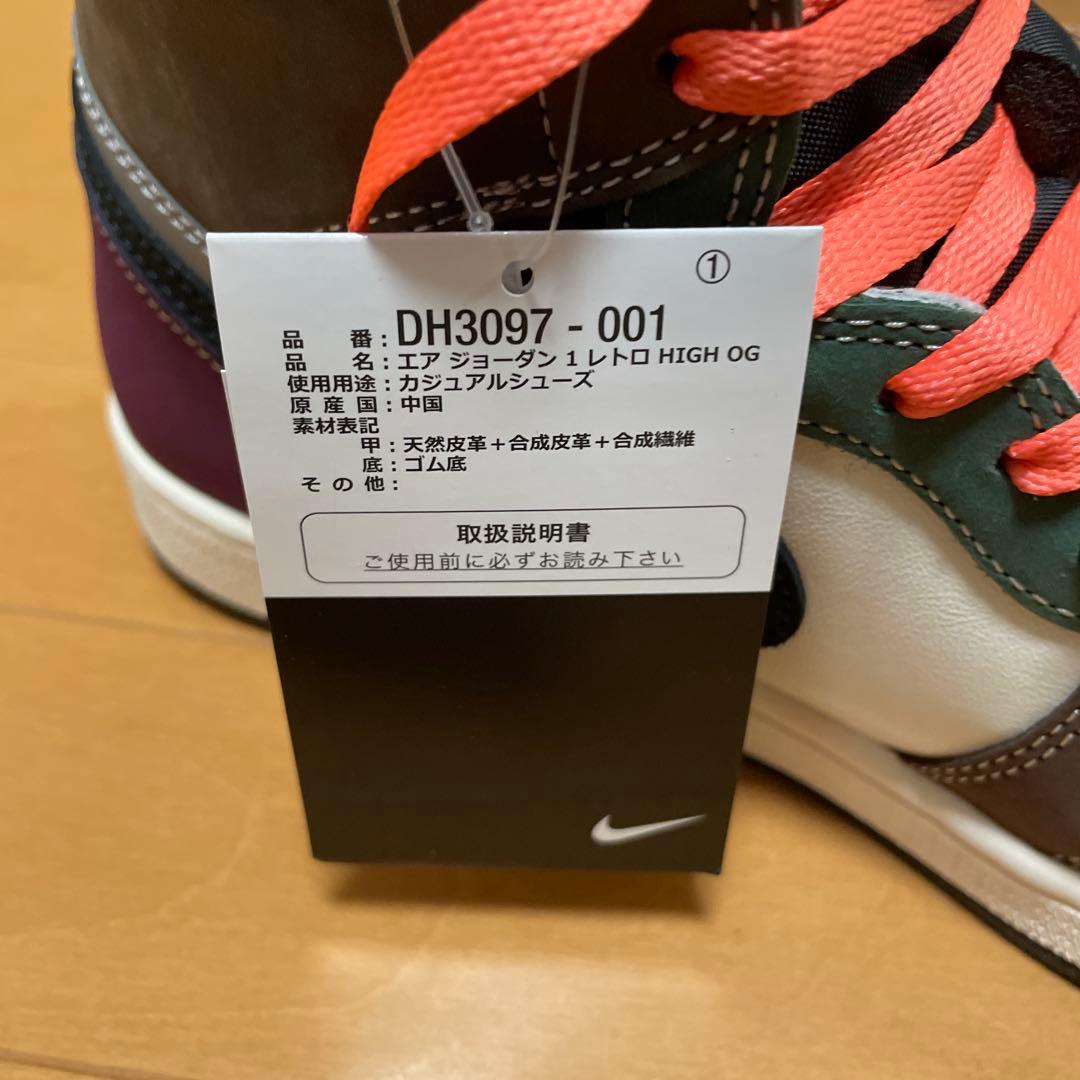 ①
品 番：DH3097 - 001
品 名：エア ジョーダン 1 レトロ HIGH OG
使用用途：カジュアルシューズ
原 産 国：中国
素材表記
甲：天然皮革＋合成皮革＋合成繊維
底：ゴム底
そ の 他：
取扱説明書
ご使用前に必ずお読み下さい